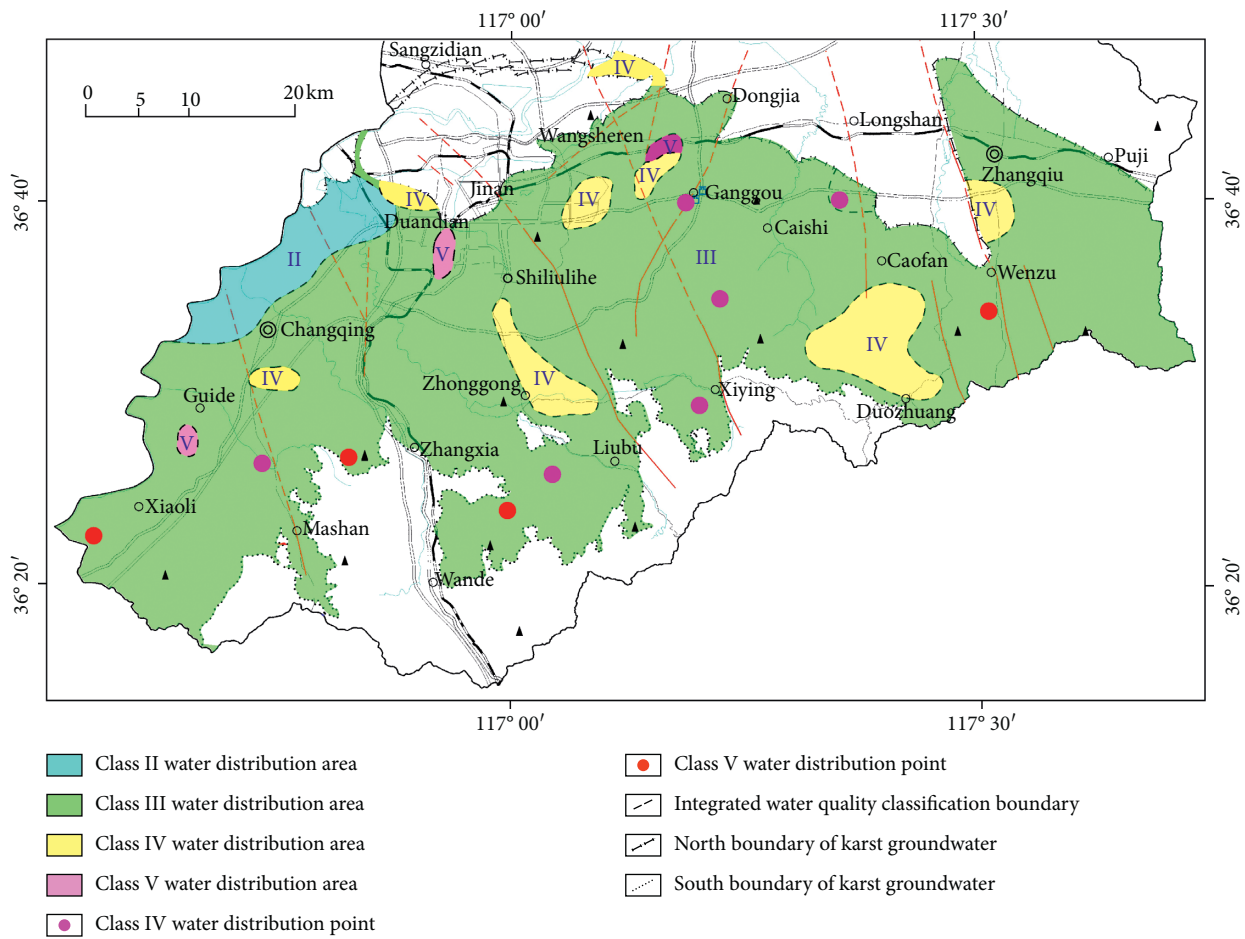 117° 00′ 117° 30′
Sangzidian
IV
0 5 10 20 km
Dongjia
Longshan
Wangsheren
V
Puji
Zhangqiu
IV
Jinan
36° 40′ 36° 40′
IV IV Ganggou IV
Duandian
Caishi
V
II III Caofan
Shiliulihe Wenzu
Changqing
IV
IV
Zhonggong Xiying
Guide
Duozhuang
V
Zhangxia Liubu
Xiaoli
Mashan
36° 20′ Wande 36° 20′
117° 00′ 117° 30′
Class II water distribution area
Class III water distribution area
Class IV water distribution area
Class V water distribution area
Class IV water distribution point
Class V water distribution point
Integrated water quality classification boundary
North boundary of karst groundwater
South boundary of karst groundwater